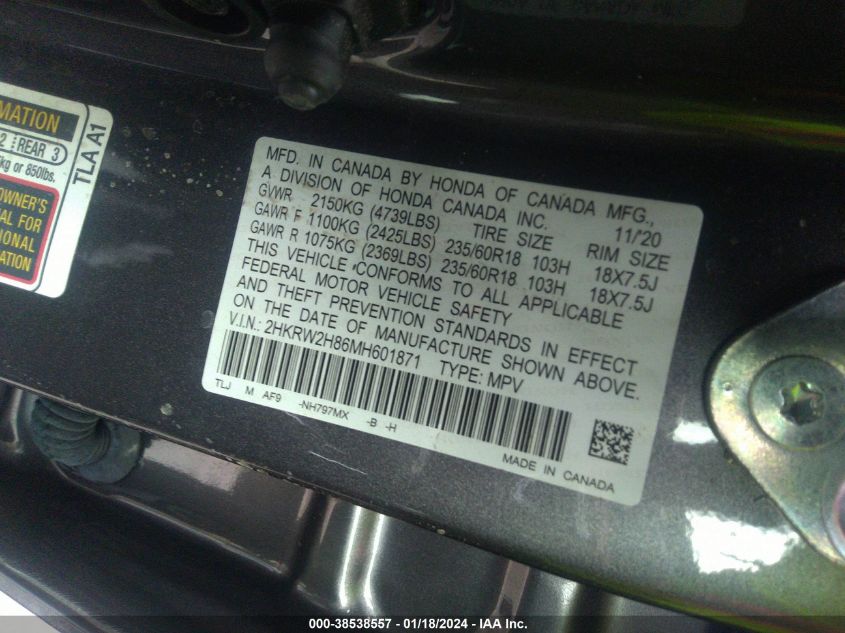 MATION
2 REAR 3
kg or 850lbs.
OWNER'S
AL FOR
IONAL
ATION
TLA A1
MFD. IN CANADA BY HONDA OF CANADA MFG.,
A DIVISION OF HONDA CANADA INC. 11/'20
GVWR 2150KG (4739LBS) TIRE SIZE RIM SIZE
GAWR F 1100KG (2425LBS) 235/60R18 103H 18X7.5J
GAWR R 1075KG (2369LBS) 235/60R18 103H 18X7.5J
THIS VEHICLE CONFORMS TO ALL APPLICABLE
FEDERAL MOTOR VEHICLE SAFETY
AND THEFT PREVENTION STANDARDS IN EFFECT
ON THE DATE OF MANUFACTURE SHOWN ABOVE.
V.I.N.: 2HKRW2H86MH601871 TYPE: MPV
TLJ M AF9 -NH797MX -B -H
MADE IN CANADA
000-38538557 - 01/18/2024 - IAA Inc.